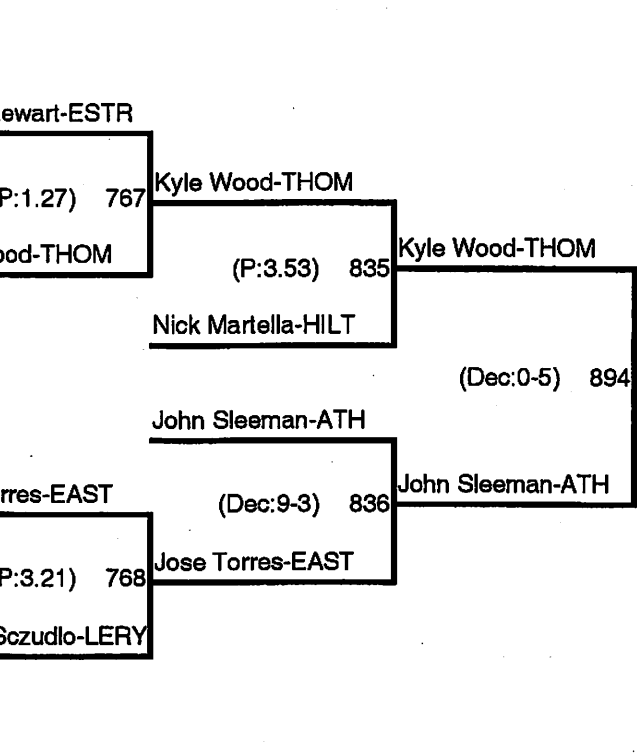 ewart-ESTR
Kyle Wood-THOM
P:1.27) 767
Kyle Wood-THOM
ood-THOM
(P:3.53) 835
Nick Martella-HILT
(Dec:0-5) 894
John Sleeman-ATH
John Sleeman-ATH
rres-EAST
(Dec:9-3) 836
Jose Torres-EAST
P:3.21) 768
Sczudlo-LERY